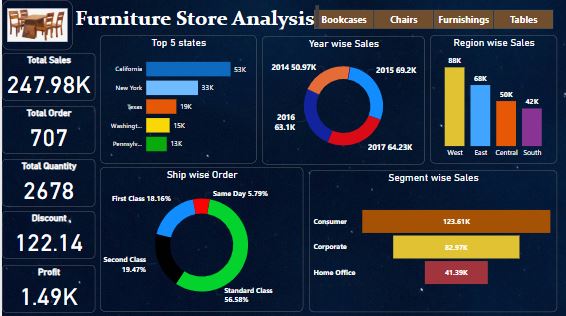 Furniture Store Analysis
Bookcases Chairs Furnishings Tables
Total Sales
247.98K
Total Order
707
Total Quantity
2678
Discount
122.14
Profit
1.49K
Top 5 states
California 53K
New York 33K
Texas 19K
Washingt... 15K
Pennsylv... 13K
Year wise Sales
2014 50.97K
2015 69.2K
2016
63.1K
2017 64.23K
Region wise Sales
88K
68K
50K
42K
West East Central South
Ship wise Order
First Class 18.16%
Same Day 5.79%
Second Class
19.47%
Standard Class
56.58%
Segment wise Sales
Consumer 123.61K
Corporate 82.97K
Home Office 41.39K